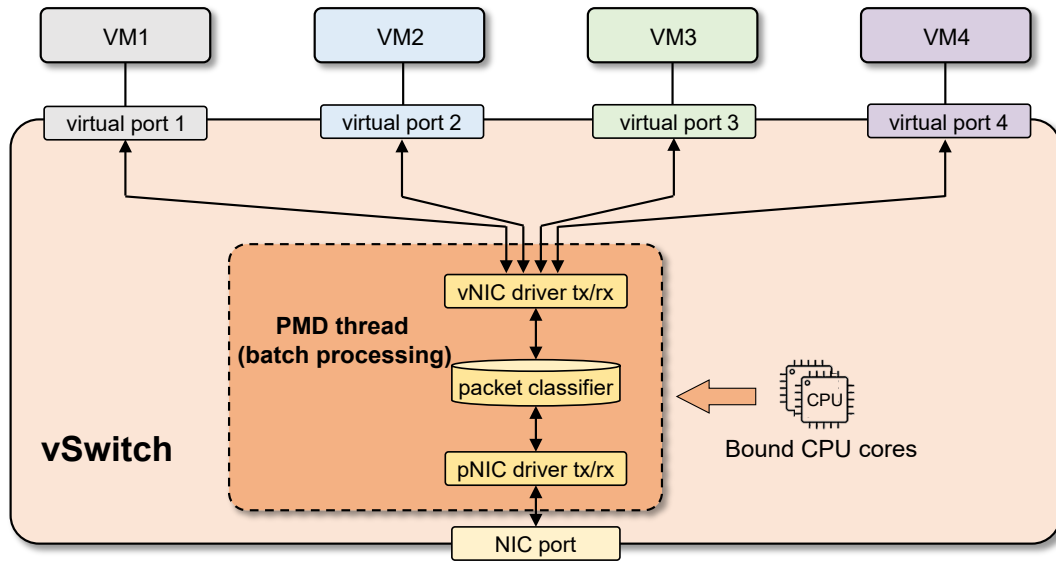 VM1
VM2
VM3
VM4
virtual port 1
virtual port 2
virtual port 3
virtual port 4
vNIC driver tx/rx
PMD thread
(batch processing)
packet classifier
CPU
vSwitch
Bound CPU cores
pNIC driver tx/rx
NIC port